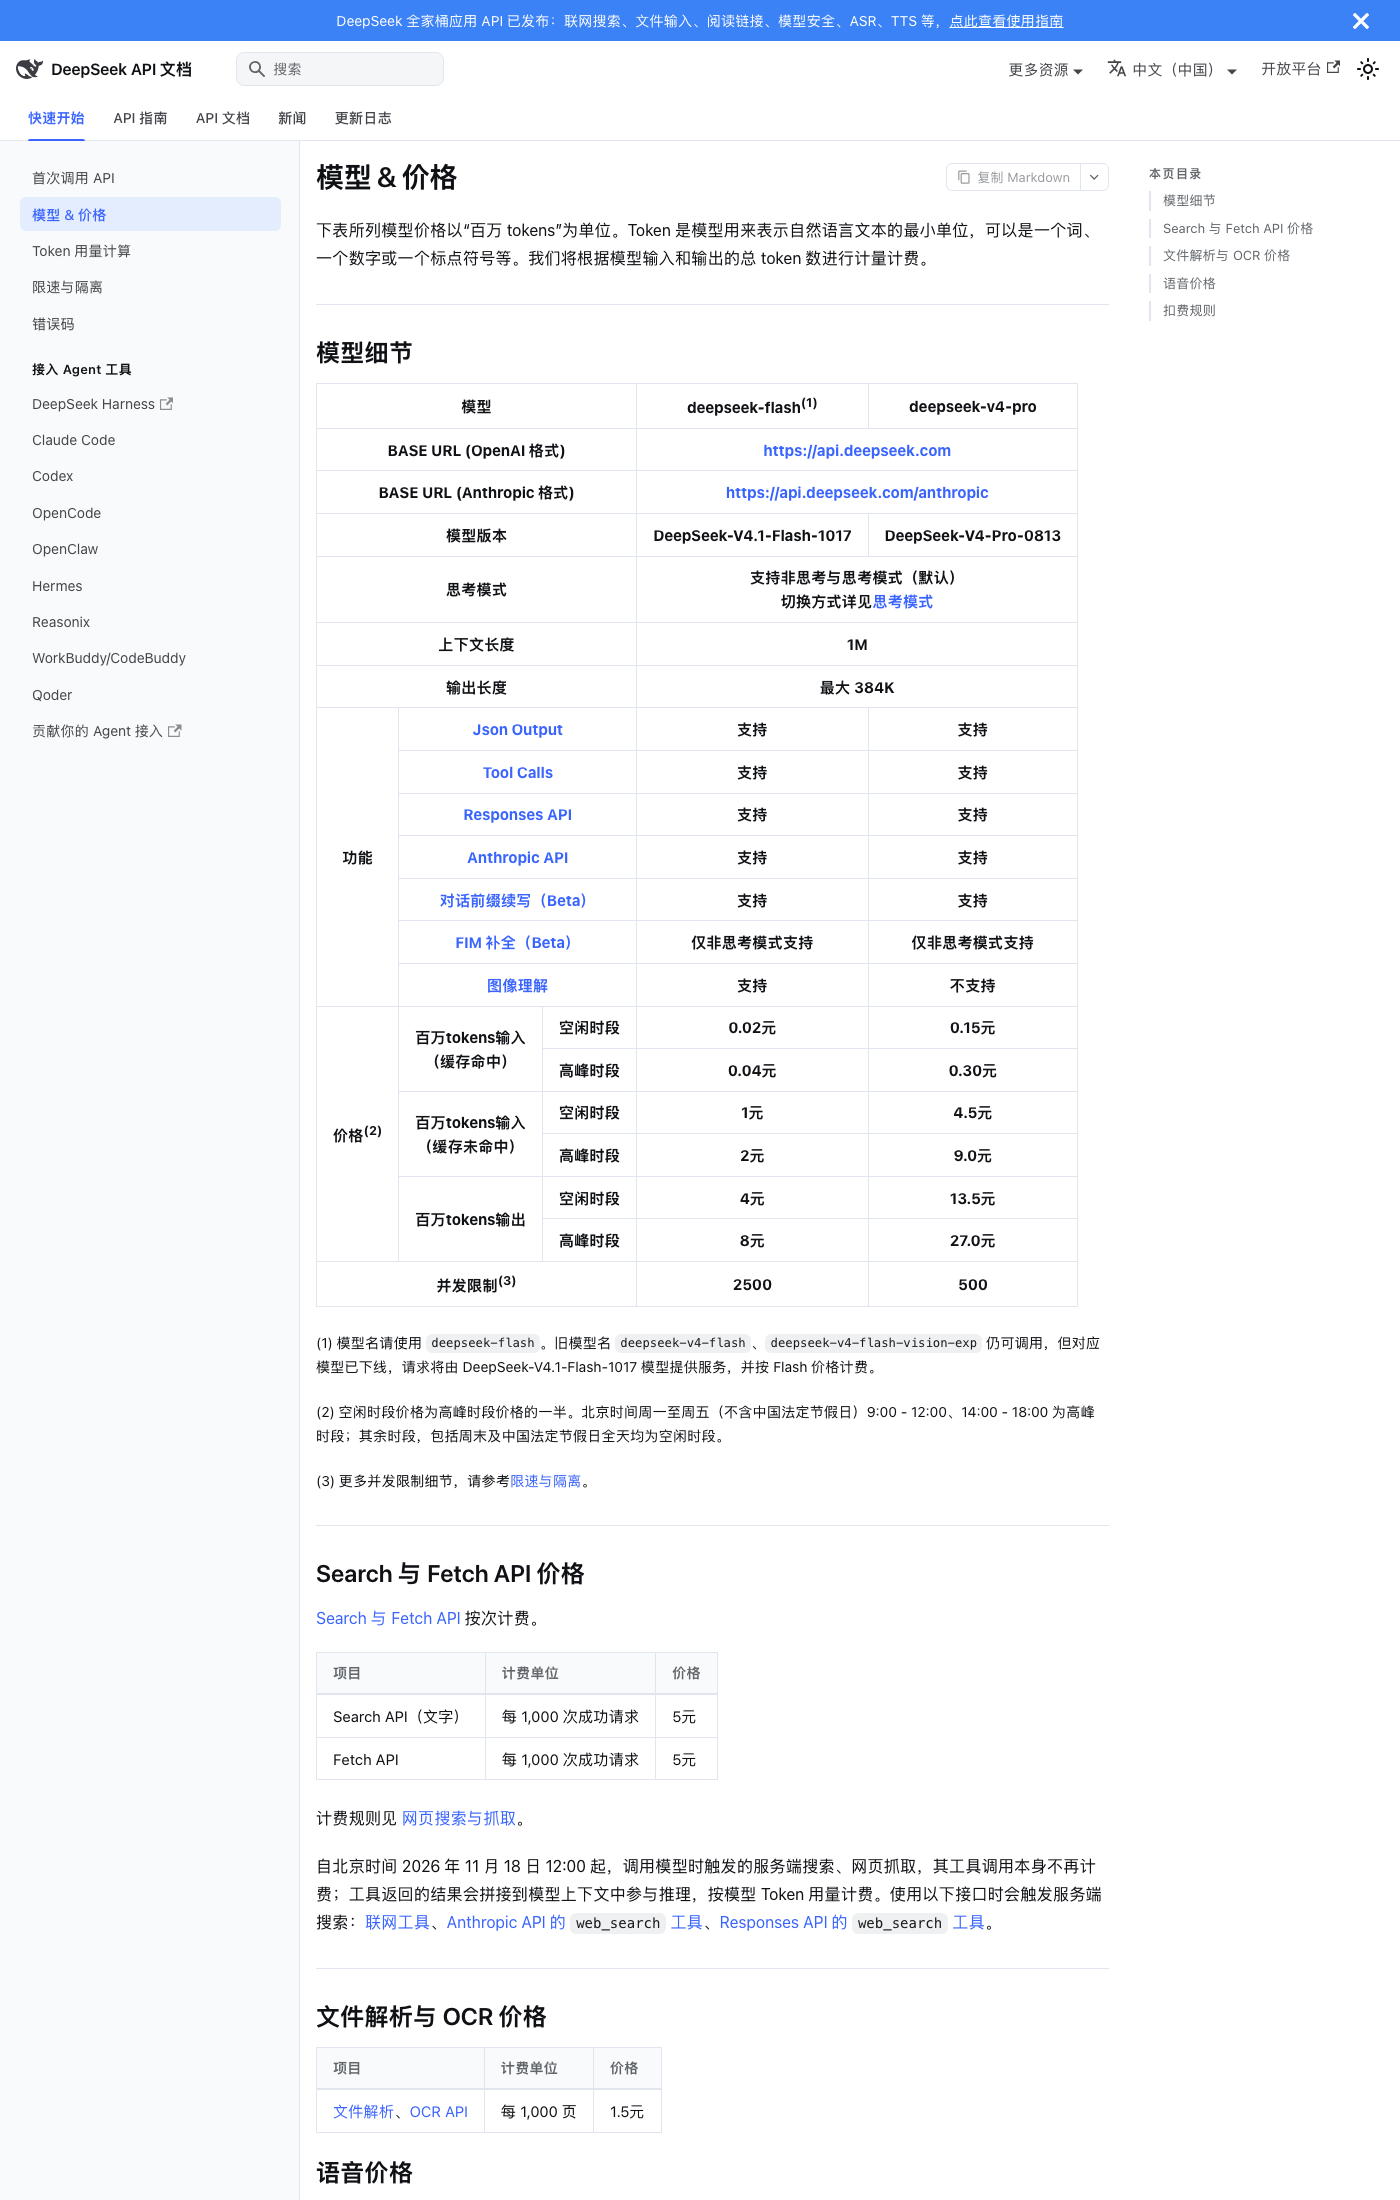 DeepSeek 全家桶应用 API 已发布：联网搜索、文件输入、阅读链接、模型安全、ASR、TTS 等，点此查看使用指南
DeepSeek API 文档
搜索
更多资源
中文（中国）
开放平台
快速开始
API 指南
API 文档
新闻
更新日志
首次调用 API
模型 & 价格
Token 用量计算
限速与隔离
错误码
接入 Agent 工具
DeepSeek Harness
Claude Code
Codex
OpenCode
OpenClaw
Hermes
Reasonix
WorkBuddy/CodeBuddy
Qoder
贡献你的 Agent 接入
模型 & 价格
复制 Markdown
下表所列模型价格以“百万 tokens”为单位。Token 是模型用来表示自然语言文本的最小单位，可以是一个词、
一个数字或一个标点符号等。我们将根据模型输入和输出的总 token 数进行计量计费。
模型细节
模型 deepseek-flash(1) deepseek-v4-pro
BASE URL (OpenAI 格式) https://api.deepseek.com
BASE URL (Anthropic 格式) https://api.deepseek.com/anthropic
模型版本 DeepSeek-V4.1-Flash-1017 DeepSeek-V4-Pro-0813
思考模式 支持非思考与思考模式（默认）
切换方式详见思考模式
上下文长度 1M
输出长度 最大 384K
功能
Json Output 支持 支持
Tool Calls 支持 支持
Responses API 支持 支持
Anthropic API 支持 支持
对话前缀续写（Beta） 支持 支持
FIM 补全（Beta） 仅非思考模式支持 仅非思考模式支持
图像理解 支持 不支持
价格(2)
百万tokens输入
（缓存命中）
空闲时段 0.02元 0.15元
高峰时段 0.04元 0.30元
百万tokens输入
（缓存未命中）
空闲时段 1元 4.5元
高峰时段 2元 9.0元
百万tokens输出
空闲时段 4元 13.5元
高峰时段 8元 27.0元
并发限制(3) 2500 500
(1) 模型名请使用 deepseek-flash。旧模型名 deepseek-v4-flash、deepseek-v4-flash-vision-exp 仍可调用，但对应
模型已下线，请求将由 DeepSeek-V4.1-Flash-1017 模型提供服务，并按 Flash 价格计费。
(2) 空闲时段价格为高峰时段价格的一半。北京时间周一至周五（不含中国法定节假日）9:00 - 12:00、14:00 - 18:00 为高峰
时段；其余时段，包括周末及中国法定节假日全天均为空闲时段。
(3) 更多并发限制细节，请参考限速与隔离。
Search 与 Fetch API 价格
Search 与 Fetch API 按次计费。
项目 计费单位 价格
Search API（文字） 每 1,000 次成功请求 5元
Fetch API 每 1,000 次成功请求 5元
计费规则见 网页搜索与抓取。
自北京时间 2026 年 11 月 18 日 12:00 起，调用模型时触发的服务端搜索、网页抓取，其工具调用本身不再计
费；工具返回的结果会拼接到模型上下文中参与推理，按模型 Token 用量计费。使用以下接口时会触发服务端
搜索：联网工具、Anthropic API 的 web_search 工具、Responses API 的 web_search 工具。
文件解析与 OCR 价格
项目 计费单位 价格
文件解析、OCR API 每 1,000 页 1.5元
语音价格
本页目录
模型细节
Search 与 Fetch API 价格
文件解析与 OCR 价格
语音价格
扣费规则